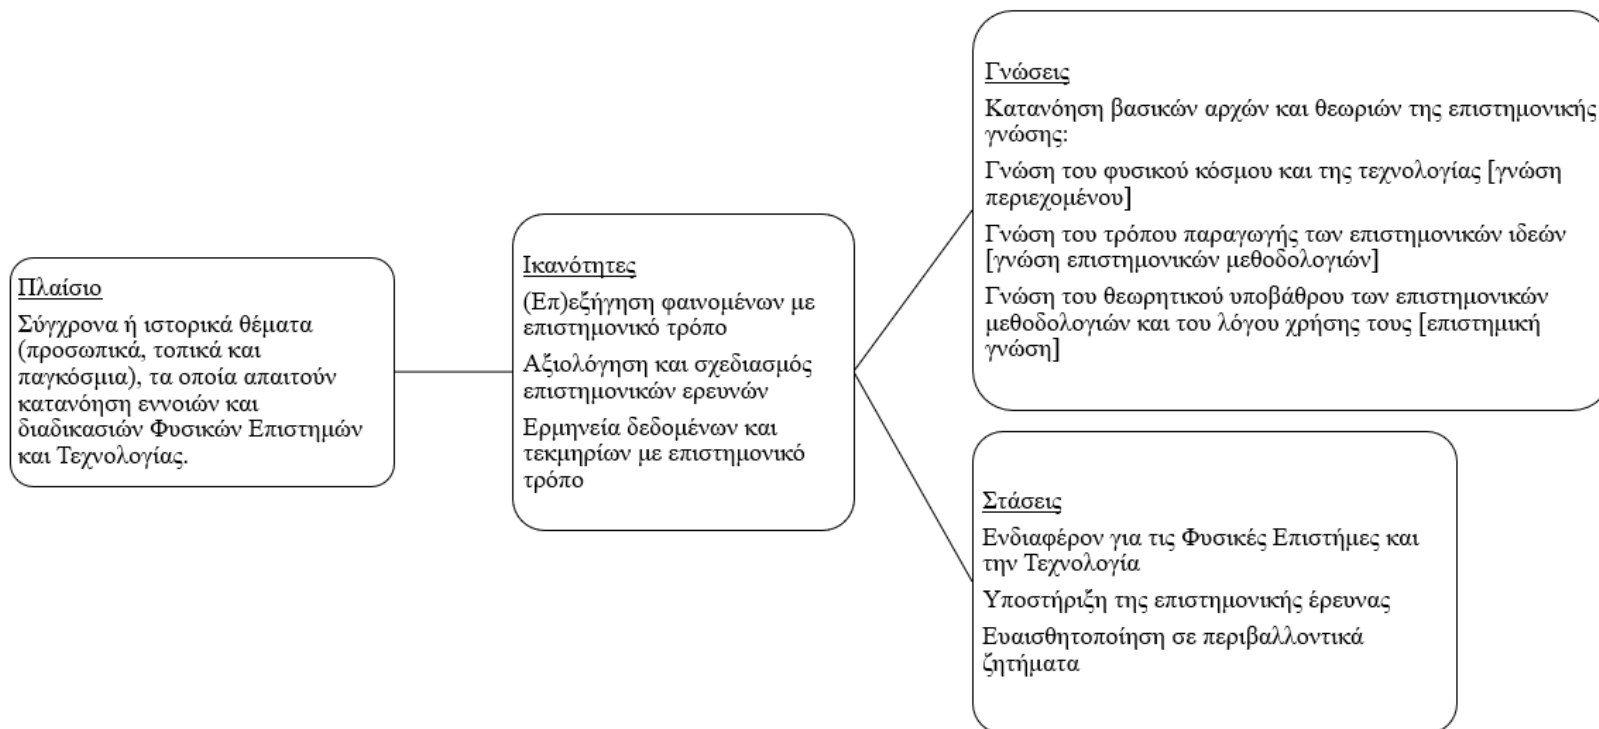 Πλαίσιο
Σύγχρονα ή ιστορικά θέματα
(προσωπικά, τοπικά και
παγκόσμια), τα οποία απαιτούν
κατανόηση εννοιών και
διαδικασιών Φυσικών Επιστημών
και Τεχνολογίας.
Ικανότητες
(Επ)εξήγηση φαινομένων με
επιστημονικό τρόπο
Αξιολόγηση και σχεδιασμός
επιστημονικών ερευνών
Ερμηνεία δεδομένων και
τεκμηρίων με επιστημονικό
τρόπο
Γνώσεις
Κατανόηση βασικών αρχών και θεωριών της επιστημονικής
γνώσης:
Γνώση του φυσικού κόσμου και της τεχνολογίας [γνώση
περιεχομένου]
Γνώση του τρόπου παραγωγής των επιστημονικών ιδεών
[γνώση επιστημονικών μεθοδολογιών]
Γνώση του θεωρητικού υποβάθρου των επιστημονικών
μεθοδολογιών και του λόγου χρήσης τους [επιστημική
γνώση]
Στάσεις
Ενδιαφέρον για τις Φυσικές Επιστήμες και
την Τεχνολογία
Υποστήριξη της επιστημονικής έρευνας
Ευαισθητοποίηση σε περιβαλλοντικά
ζητήματα